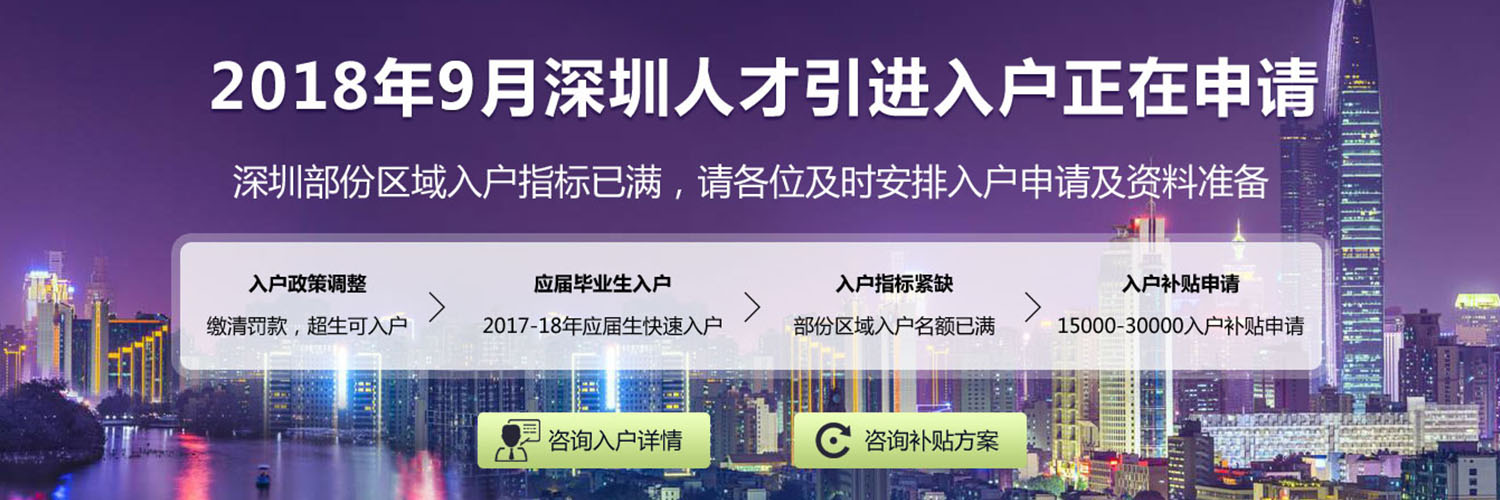 2018年9月深圳人才引进入户正在申请
深圳部份区域入户指标已满，请各位及时安排入户申请及资料准备
入户政策调整
缴清罚款，超生可入户
应届毕业生入户
2017-18年应届生快速入户
入户指标紧缺
部份区域入户名额已满
入户补贴申请
15000-30000入户补贴申请
咨询入户详情
咨询补贴方案